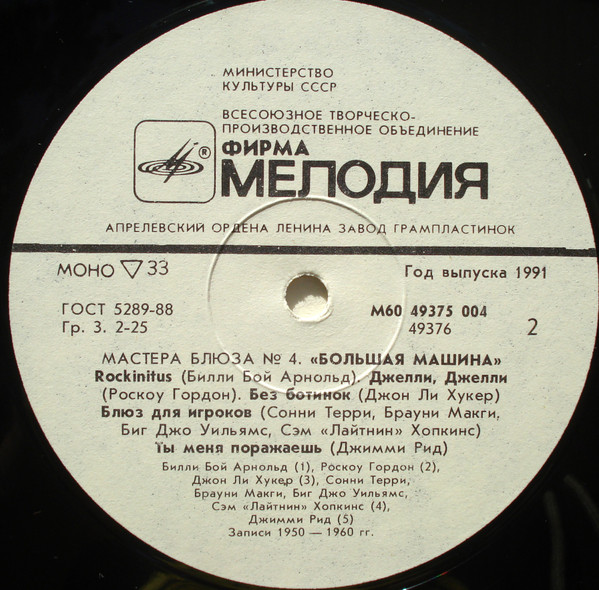 МИНИСТЕРСТВО
КУЛЬТУРЫ СССР
ВСЕСОЮЗНОЕ ТВОРЧЕСКО-
ПРОИЗВОДСТВЕННОЕ ОБЪЕДИНЕНИЕ
ФИРМА
® МЕЛОДИЯ
АПРЕЛЕВСКИЙ ОРДЕНА ЛЕНИНА ЗАВОД ГРАМПЛАСТИНОК
МОНО ▽ 33 Год выпуска 1991
ГОСТ 5289-88 М60 49375 004
Гр. 3. 2-25 49376 2
МАСТЕРА БЛЮЗА № 4. «БОЛЬШАЯ МАШИНА»
Rockinitus (Билли Бой Арнольд). Джелли, Джелли
(Роскоу Гордон). Без ботинок (Джон Ли Хукер)
Блюз для игроков (Сонни Терри, Брауни Макги,
Биг Джо Уильямс, Сэм «Лайтнин» Хопкинс)
Ты меня поражаешь (Джимми Рид)
Билли Бой Арнольд (1), Роскоу Гордон (2),
Джон Ли Хукер (3), Сонни Терри,
Брауни Макги, Биг Джо Уильямс,
Сэм «Лайтнин» Хопкинс (4),
Джимми Рид (5)
Записи 1950 — 1960 гг.